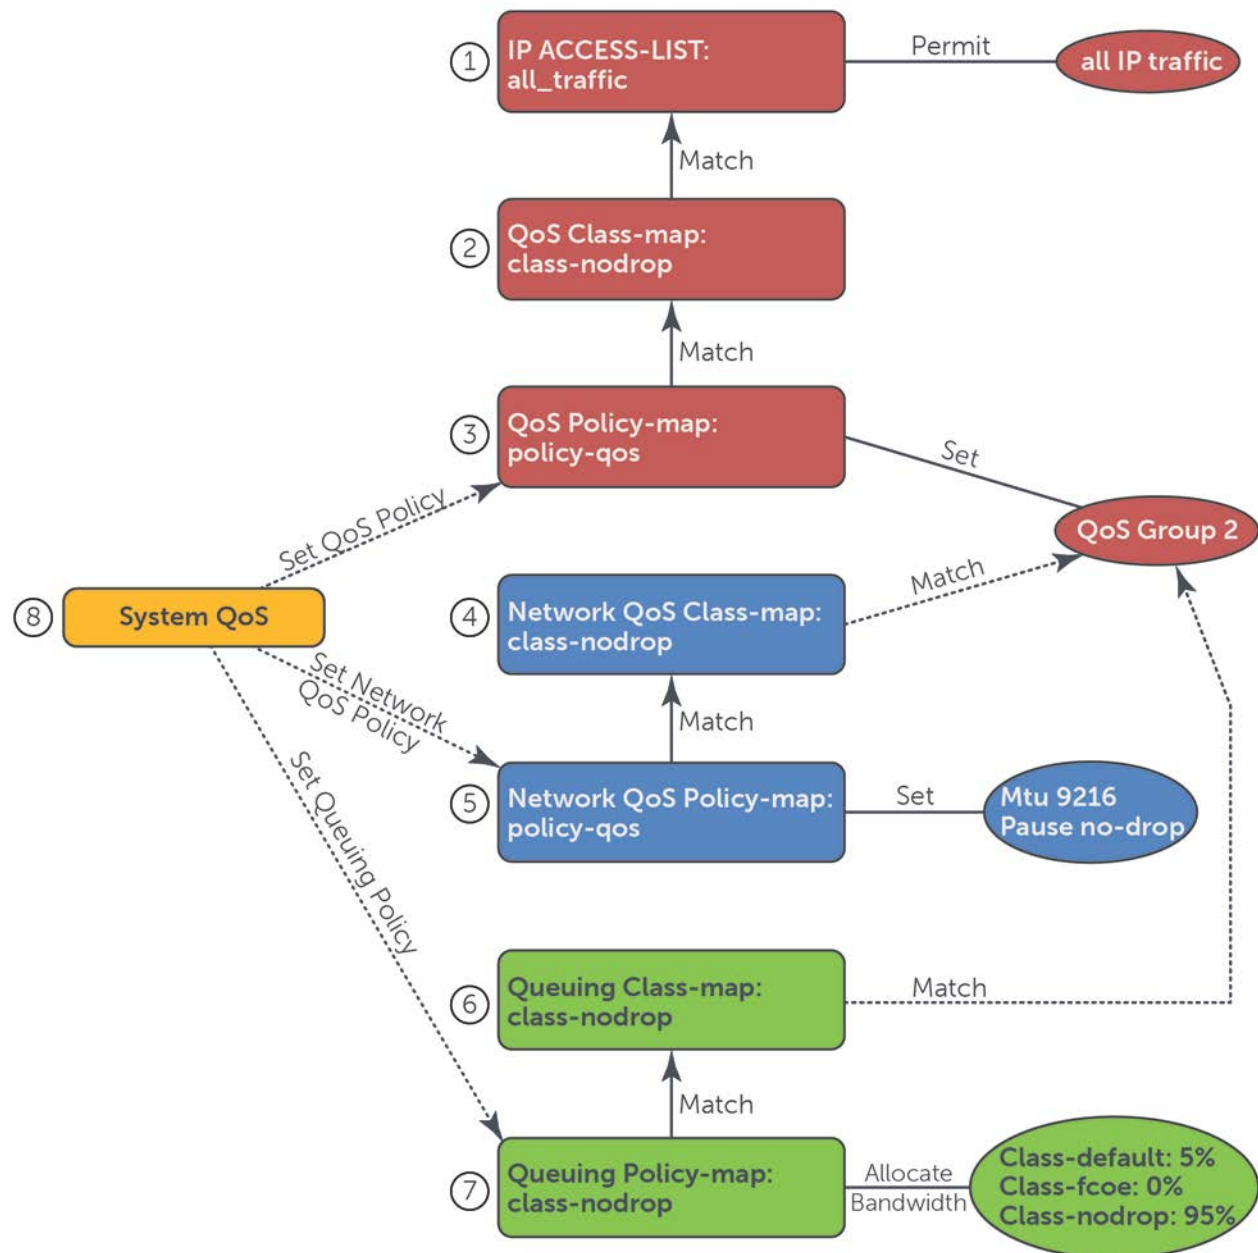 1
IP ACCESS-LIST:
all_traffic
Permit
all IP traffic
Match
2
QoS Class-map:
class-nodrop
Match
3
QoS Policy-map:
policy-qos
Set
QoS Group 2
Set QoS Policy
8
System QoS
4
Network QoS Class-map:
class-nodrop
Match
Set Network
QoS Policy
Match
5
Network QoS Policy-map:
policy-qos
Set
Mtu 9216
Pause no-drop
Set Queuing Policy
6
Queuing Class-map:
class-nodrop
Match
Match
7
Queuing Policy-map:
class-nodrop
Allocate
Bandwidth
Class-default: 5%
Class-fcoe: 0%
Class-nodrop: 95%